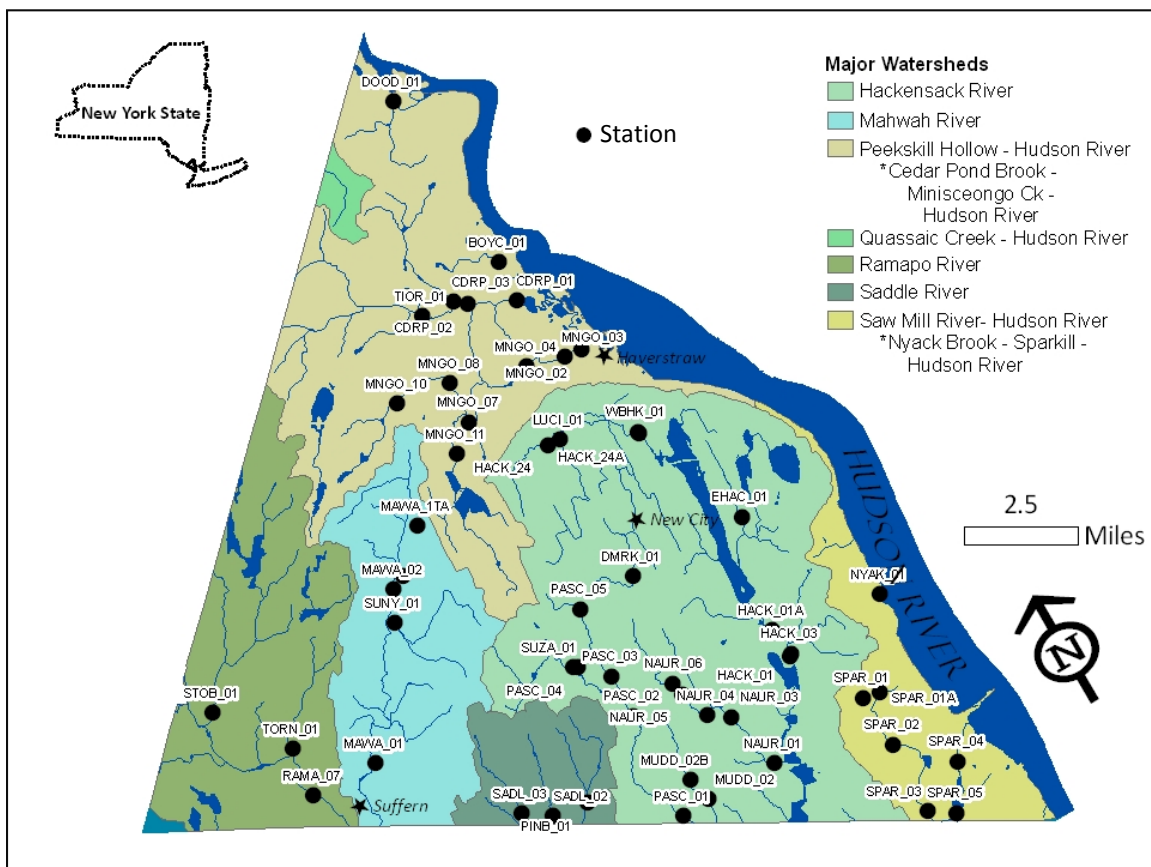 New York State
Station
Major Watersheds
Hackensack River
Mahwah River
Peekskill Hollow - Hudson River
*Cedar Pond Brook -
Minisceongo Ck -
Hudson River
Quassaic Creek - Hudson River
Ramapo River
Saddle River
Saw Mill River- Hudson River
*Nyack Brook - Sparkill -
Hudson River
DOOD_01
BOYC_01
CDRP_03
CDRP_01
TIOR_01
CDRP_02
MNGO_03
MNGO_04
Haverstraw
MNGO_08
MNGO_02
MNGO_10
MNGO_07
LUCI_01
WBHK_01
MNGO_11
HACK_24
HACK_24A
EHAC_01
MAWA_1TA
New City
HUDSON RIVER
2.5
Miles
DMRK_01
MAWA_02
NYAK_01
PASC_05
SUNY_01
HACK_01A
HACK_03
SUZA_01
PASC_03
NAUR_06
HACK_01
SPAR_01
STOB_01
PASC_04
PASC_02
NAUR_04
NAUR_03
SPAR_01A
NAUR_05
SPAR_02
TORN_01
MAWA_01
NAUR_01
SPAR_04
MUDD_02B
MUDD_02
RAMA_07
SADL_03
SADL_02
PASC_01
SPAR_03
SPAR_05
Suffern
PINB_01
N